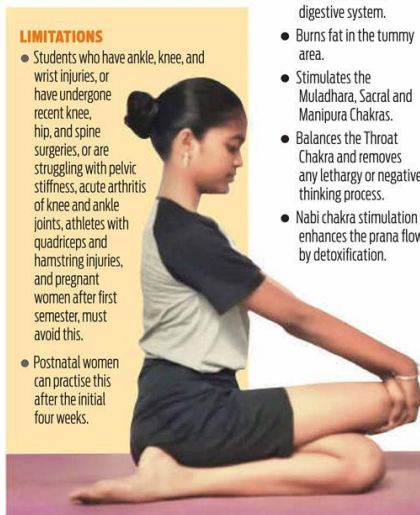 LIMITATIONS
● Students who have ankle, knee, and
wrist injuries, or
have undergone
recent knee,
hip, and spine
surgeries, or are
struggling with pelvic
stiffness, acute arthritis
of knee and ankle
joints, athletes with
quadriceps and
hamstring injuries,
and pregnant
women after first
semester, must
avoid this.
● Postnatal women
can practise this
after the initial
four weeks.
digestive system.
● Burns fat in the tummy
area.
● Stimulates the
Muladhara, Sacral and
Manipura Chakras.
● Balances the Throat
Chakra and removes
any lethargy or negative
thinking process.
● Nabi chakra stimulation
enhances the prana flow
by detoxification.